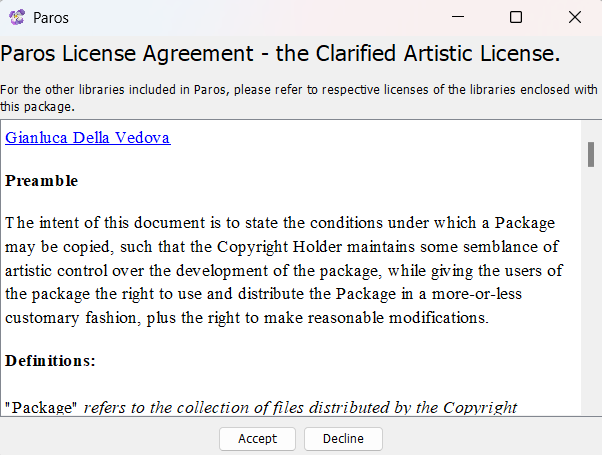 Paros
Paros License Agreement - the Clarified Artistic License.
For the other libraries included in Paros, please refer to respective licenses of the libraries enclosed with
this package.
Gianluca Della Vedova
Preamble
The intent of this document is to state the conditions under which a Package
may be copied, such that the Copyright Holder maintains some semblance of
artistic control over the development of the package, while giving the users of
the package the right to use and distribute the Package in a more-or-less
customary fashion, plus the right to make reasonable modifications.
Definitions:
"Package" refers to the collection of files distributed by the Copyright
Accept Decline